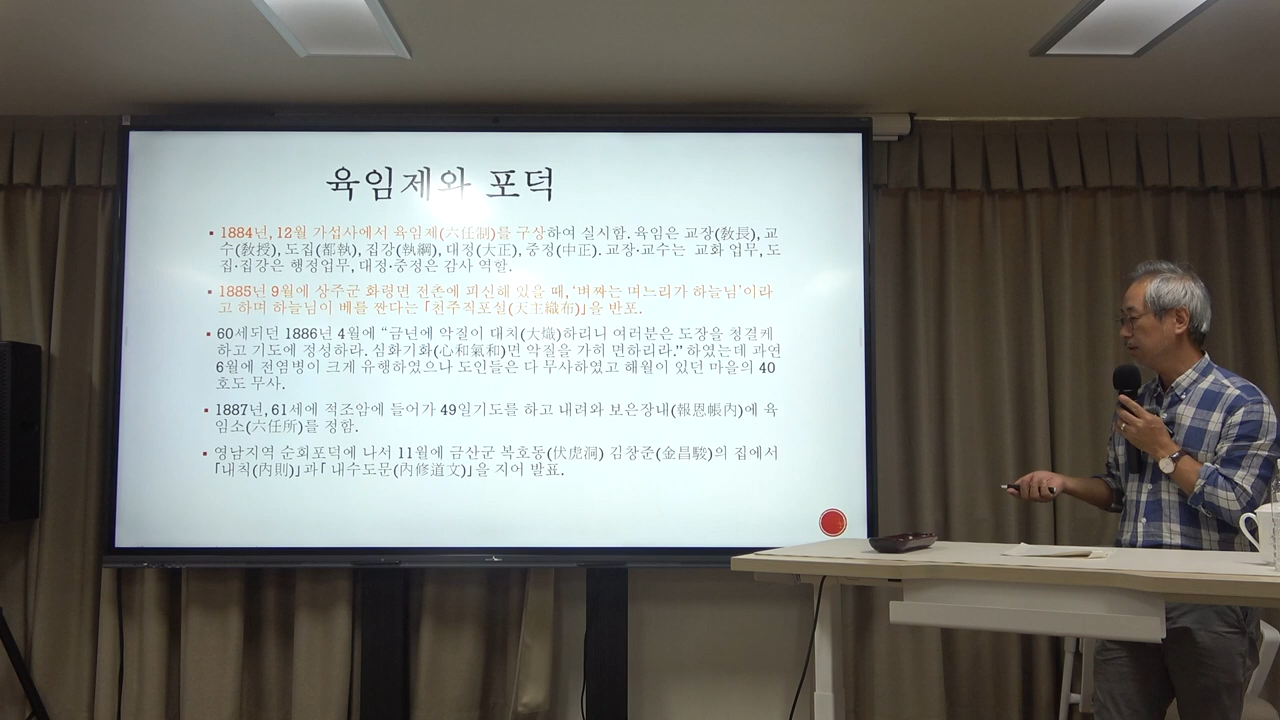 육임제와 포덕
▪ 1884년, 12월 가섭사에서 육임제(六任制)를 구상하여 실시함. 육임은 교장(敎長), 교
수(敎授), 도집(都執), 집강(執綱), 대정(大正), 중정(中正). 교장·교수는 교화 업무, 도
집·집강은 행정업무, 대정·중정은 감사 역할.
▪ 1885년 9월에 상주군 화령면 전촌에 피신해 있을 때, ‘벼짜는 며느리가 하늘님’이라
고 하며 하늘님이 베를 짠다는 「천주직포설(天主織布)」을 반포.
▪ 60세되던 1886년 4월에 “금년에 악질이 대치(大熾)하리니 여러분은 도장을 청결케
하고 기도에 정성하라. 심화기화(心和氣和)면 악질을 가히 면하리라.” 하였는데 과연
6월에 전염병이 크게 유행하였으나 도인들은 다 무사하였고 해월이 있던 마을의 40
호도 무사.
▪ 1887년, 61세에 적조암에 들어가 49일기도를 하고 내려와 보은장내(報恩帳內)에 육
임소(六任所)를 정함.
▪ 영남지역 순회포덕에 나서 11월에 금산군 복호동(伏虎洞) 김창준(金昌駿)의 집에서
「내칙(內則)」과「 내수도문(內修道文)」을 지어 발표.